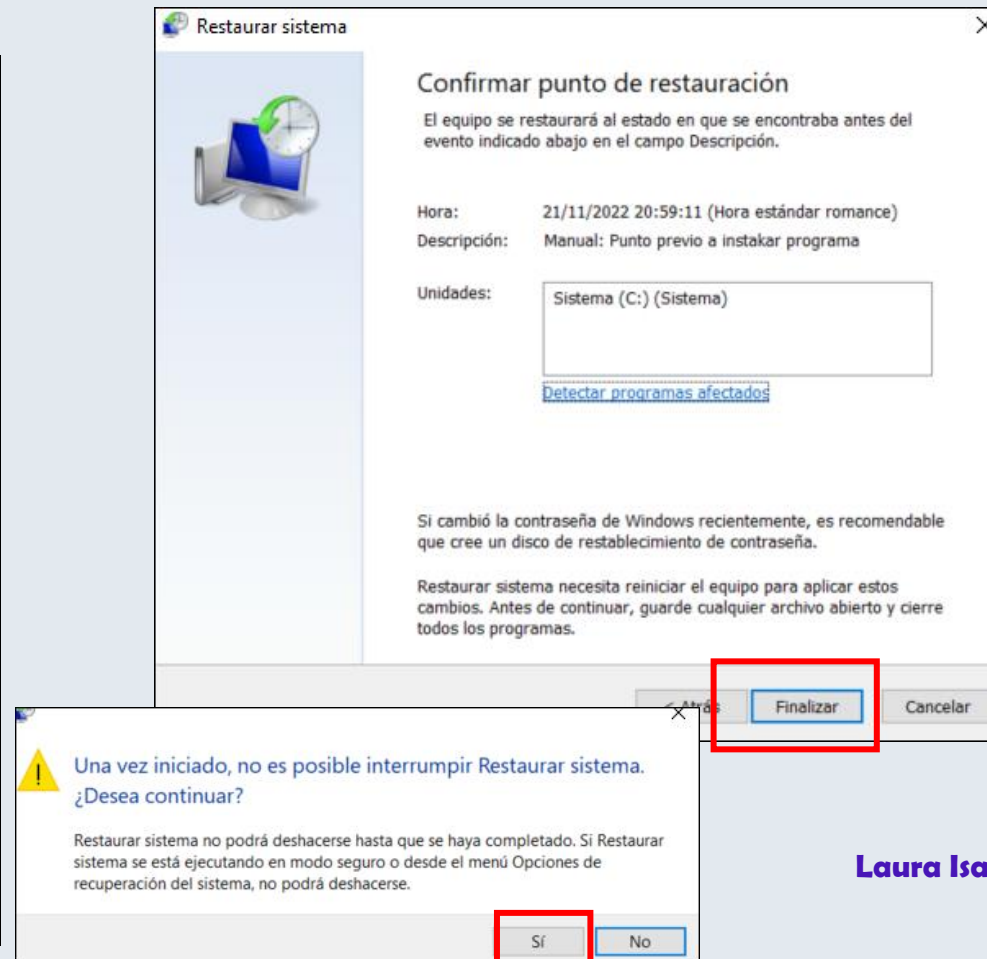 Restaurar sistema
Confirmar punto de restauración
El equipo se restaurará al estado en que se encontraba antes del
evento indicado abajo en el campo Descripción.
Hora: 21/11/2022 20:59:11 (Hora estándar romance)
Descripción: Manual: Punto previo a instakar programa
Unidades: Sistema (C:) (Sistema)
Detectar programas afectados
Si cambió la contraseña de Windows recientemente, es recomendable
que cree un disco de restablecimiento de contraseña.
Restaurar sistema necesita reiniciar el equipo para aplicar estos
cambios. Antes de continuar, guarde cualquier archivo abierto y cierre
todos los programas.
< Atrás Finalizar Cancelar
Una vez iniciado, no es posible interrumpir Restaurar sistema.
¿Desea continuar?
Restaurar sistema no podrá deshacerse hasta que se haya completado. Si Restaurar
sistema se está ejecutando en modo seguro o desde el menú Opciones de
recuperación del sistema, no podrá deshacerse.
Sí No
Laura Isa